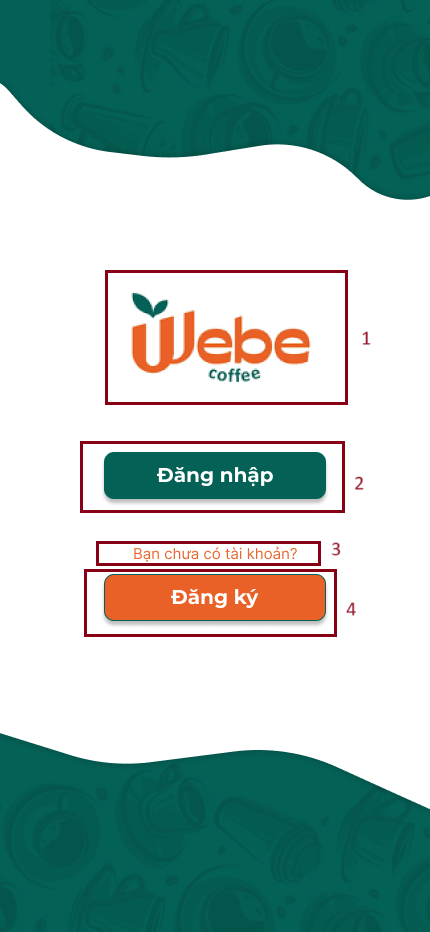 Webe
coffee
1
Đăng nhập
2
Bạn chưa có tài khoản?
3
Đăng ký
4